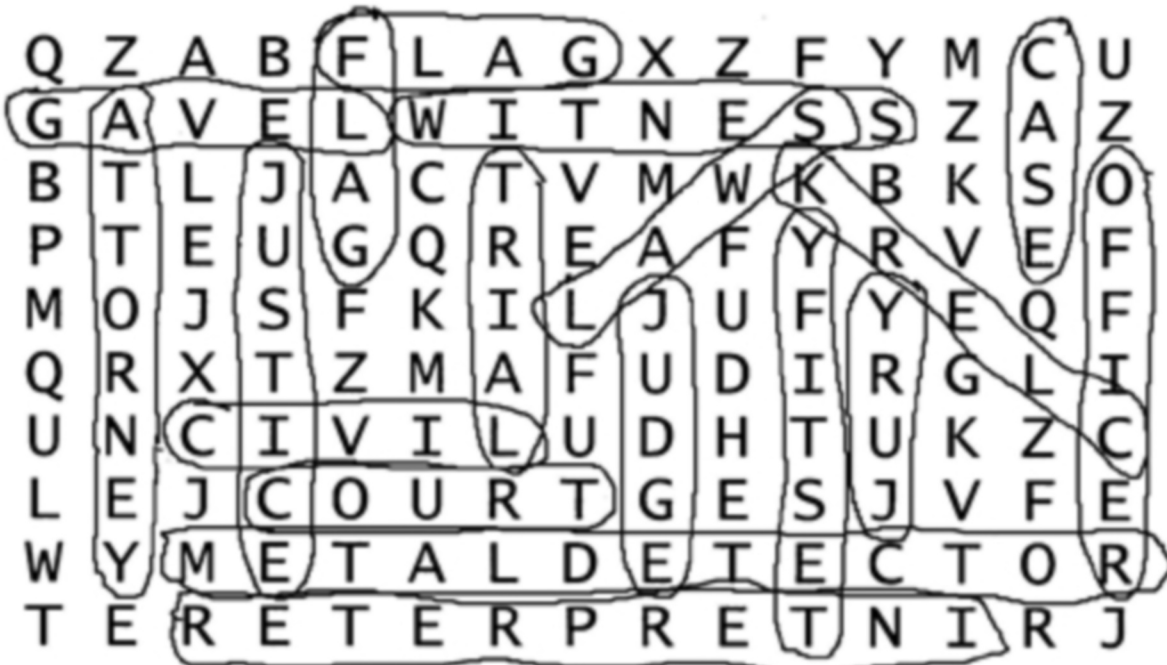 Q Z A B F L A G X Z F Y M C U
G A V E L W I T N E S S Z A Z
B T L J A C T V M W K B K S O
P T E U G Q R E A F Y R V E F
M O J S F K I L J U F Y E Q F
Q R X T Z M A F U D I R G L I
U N C I V I L U D H T U K Z C
L E J C O U R T G E S J V F E
W Y M E T A L D E T E C T O R
T E R E T E R P R E T N I R J